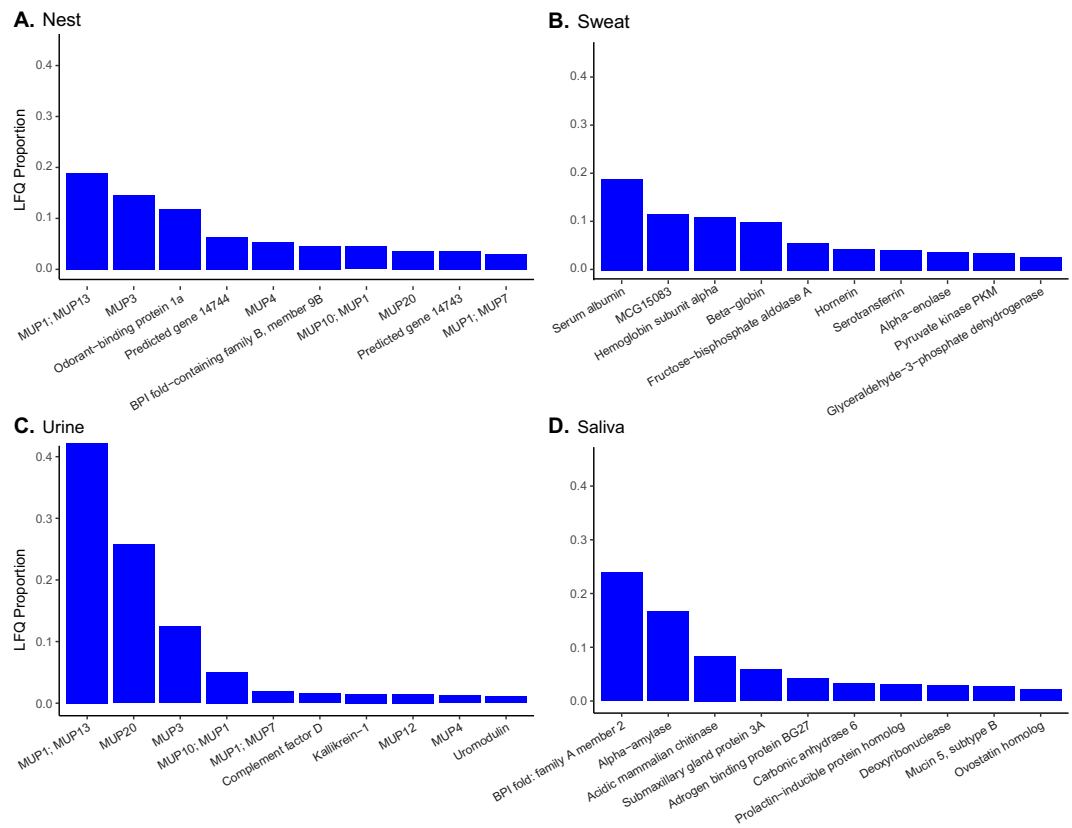 A. Nest
LFQ Proportion
0.4
0.3
0.2
0.1
0.0
MUP1; MUP13
MUP3
Odorant−binding protein 1a
Predicted gene 14744
MUP4
BPI fold−containing family B, member 9B
MUP10; MUP1
MUP20
Predicted gene 14743
MUP1; MUP7
B. Sweat
0.4
0.3
0.2
0.1
0.0
Serum albumin
MCG15083
Hemoglobin subunit alpha
Beta−globin
Fructose−bisphosphate aldolase A
Hornerin
Serotransferrin
Alpha−enolase
Pyruvate kinase PKM
Glyceraldehyde−3−phosphate dehydrogenase
C. Urine
LFQ Proportion
0.4
0.3
0.2
0.1
0.0
MUP1; MUP13
MUP20
MUP3
MUP10; MUP1
MUP1; MUP7
Complement factor D
Kallikrein−1
MUP12
MUP4
Uromodulin
D. Saliva
0.4
0.3
0.2
0.1
0.0
BPI fold: family A member 2
Alpha−amylase
Acidic mammalian chitinase
Submaxillary gland protein 3A
Adrogen binding protein BG27
Carbonic anhydrase 6
Prolactin−inducible protein homolog
Deoxyribonuclease
Mucin 5, subtype B
Ovostatin homolog